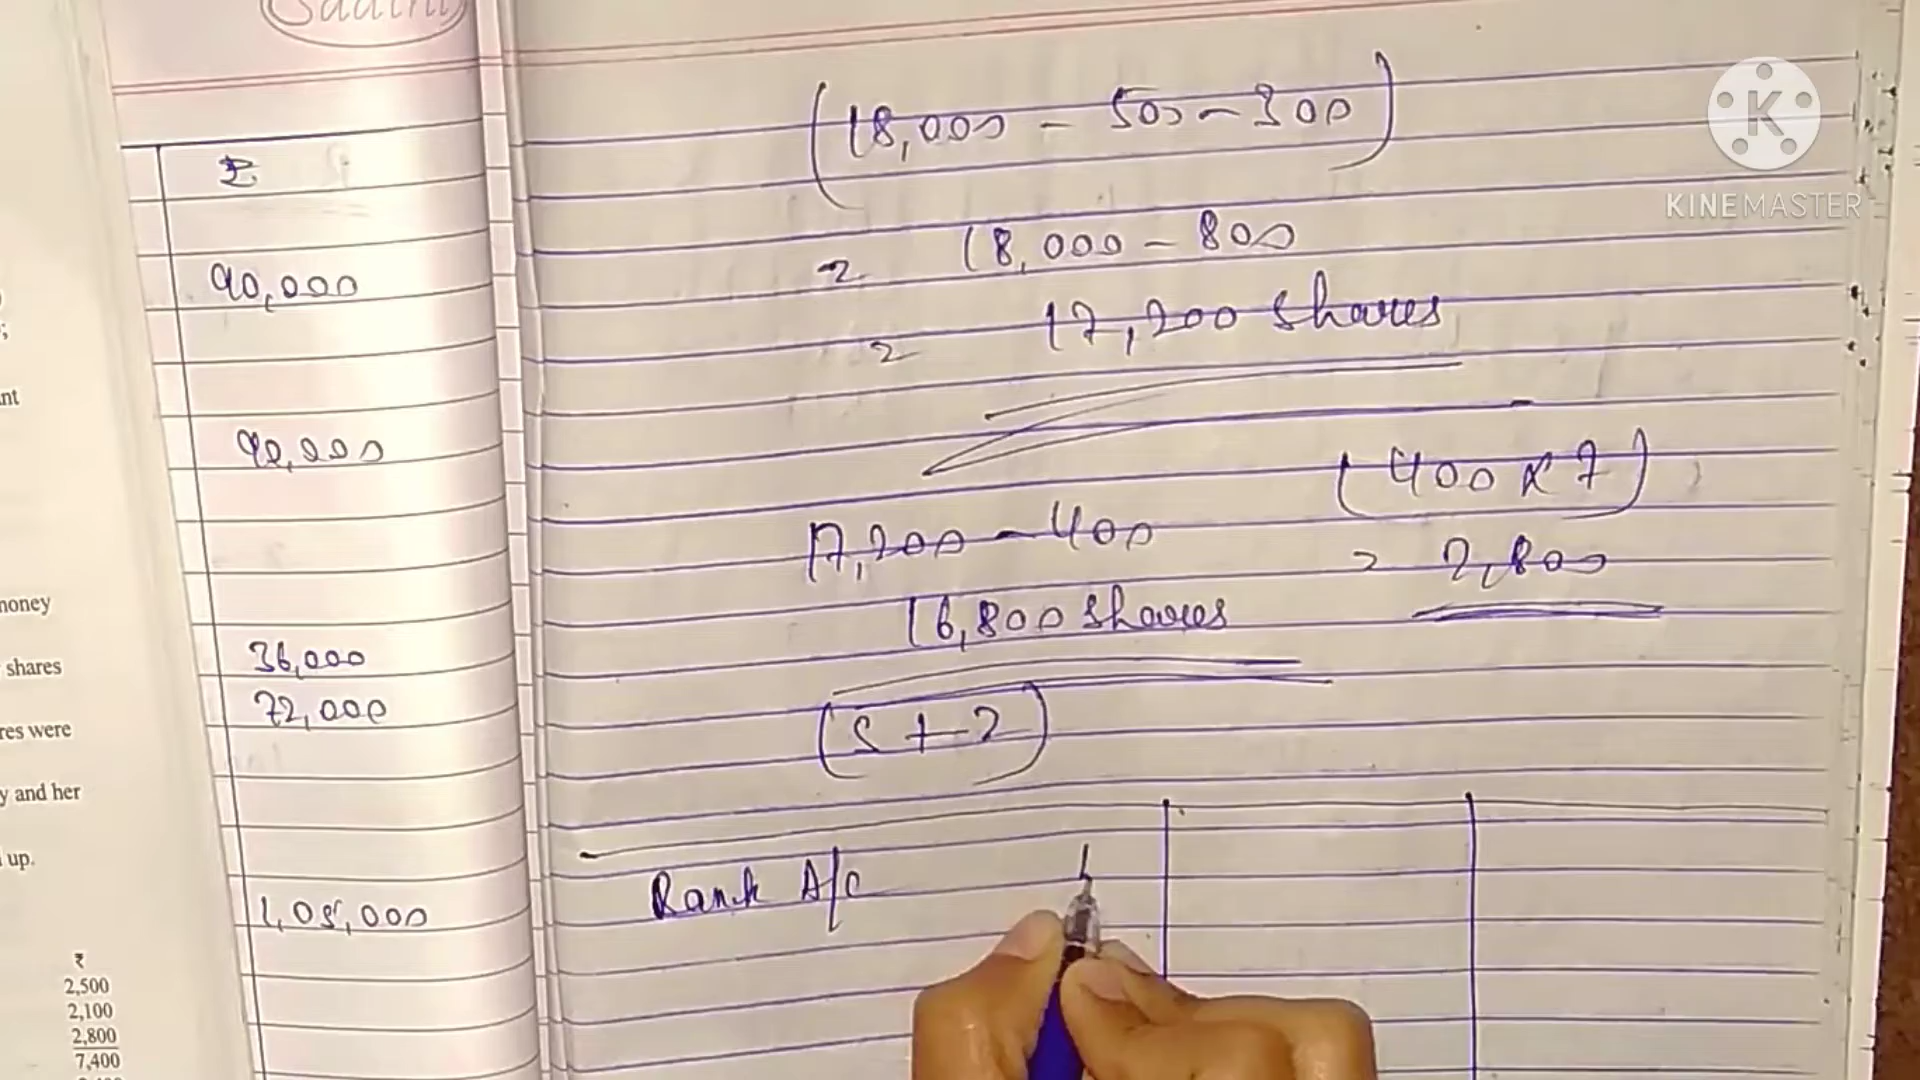 (18,000 - 500 - 300)
= 18,000 - 800
= 17,200 shares
17,200 - 400
16,800 shares
(400 x 7)
= 2,800
(5+2)
Bank A/c
₹
90,000
90,000
36,000
72,000
1,08,000
nt
money
shares
res were
y and her
up.
₹
2,500
2,100
2,800
7,400
KINEMASTER